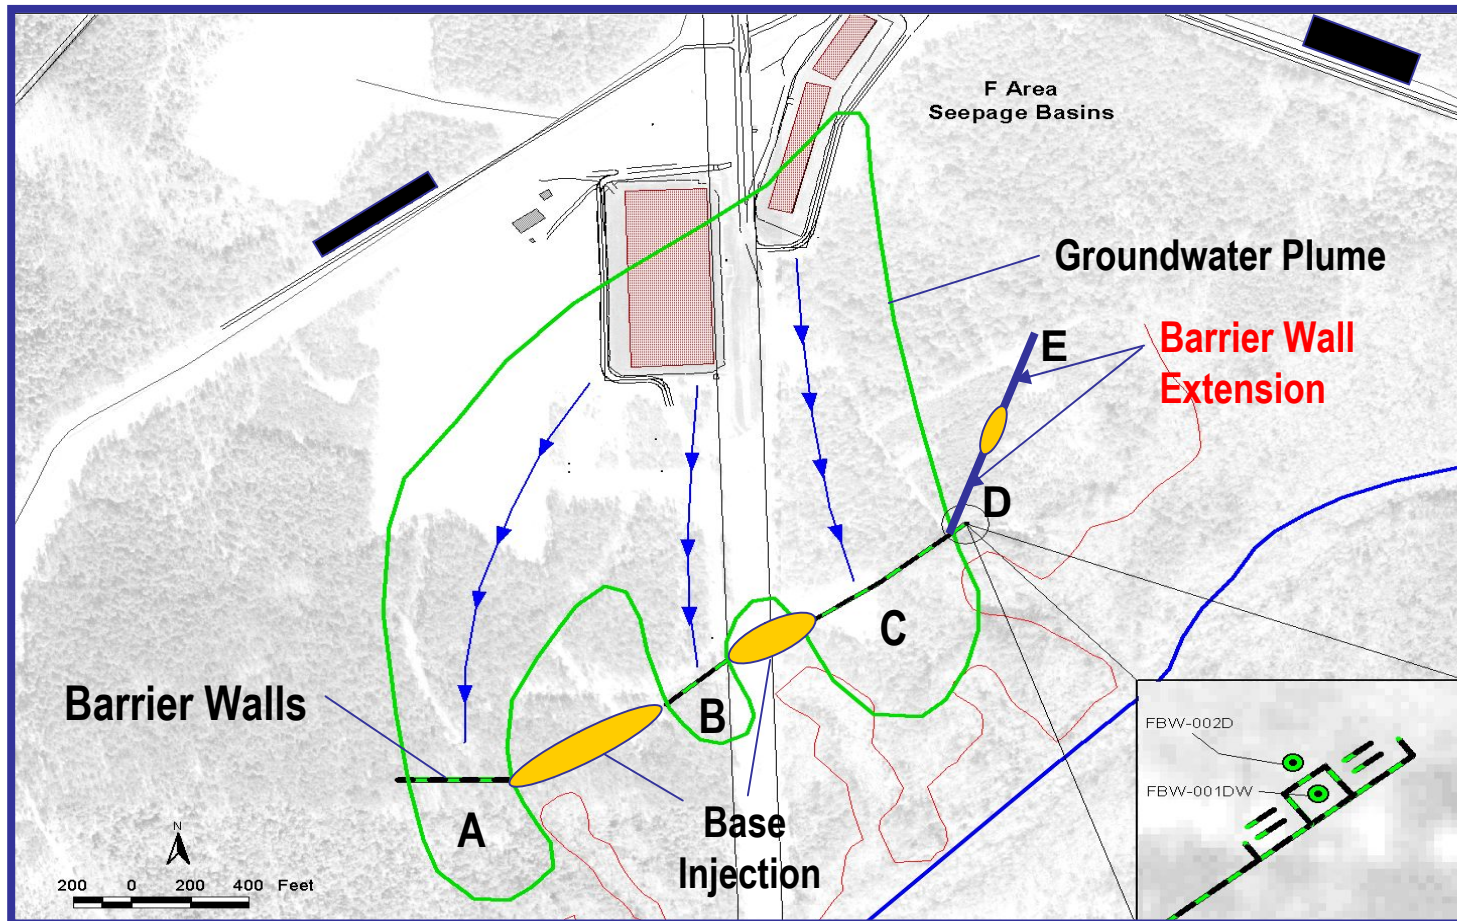 F Area
Seepage Basins
Groundwater Plume
E
Barrier Wall
Extension
D
C
B
Barrier Walls
A
Base
Injection
FBW-002D
FBW-001DW
N
200 0 200 400 Feet